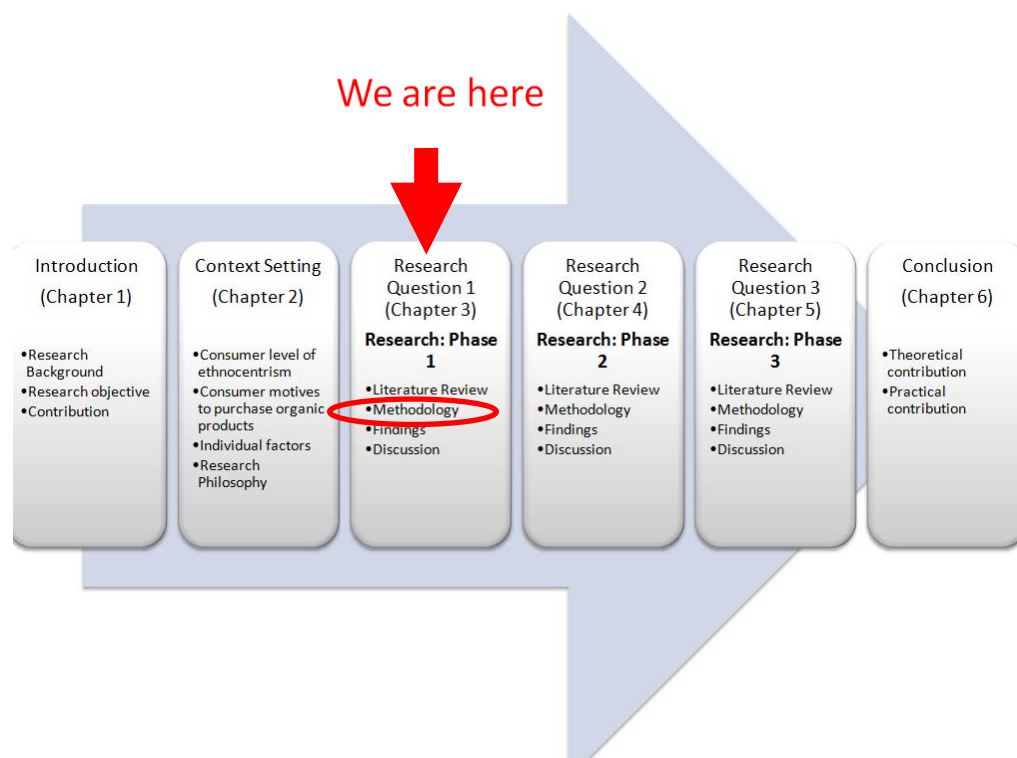 We are here
Introduction
(Chapter 1)
•Research
Background
•Research objective
•Contribution
Context Setting
(Chapter 2)
•Consumer level of
ethnocentrism
•Consumer motives
to purchase organic
products
•Individual factors
•Research
Philosophy
Research
Question 1
(Chapter 3)
Research: Phase
1
•Literature Review
•Methodology
•Findings
•Discussion
Research
Question 2
(Chapter 4)
Research: Phase
2
•Literature Review
•Methodology
•Findings
•Discussion
Research
Question 3
(Chapter 5)
Research: Phase
3
•Literature Review
•Methodology
•Findings
•Discussion
Conclusion
(Chapter 6)
•Theoretical
contribution
•Practical
contribution